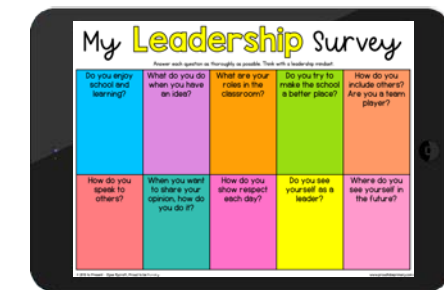 My Leadership Survey
Answer each question as thoroughly as possible. Think with a leadership mindset.
Do you enjoy
school and
learning?
What do you do
when you have
an idea?
What are your
roles in the
classroom?
Do you try to
make the school
a better place?
How do you
include others?
Are you a team
player?
How do you
speak to
others?
When you want
to share your
opinion, how do
you do it?
How do you
show respect
each day?
Do you see
yourself as a
leader?
Where do you
see yourself in
the future?